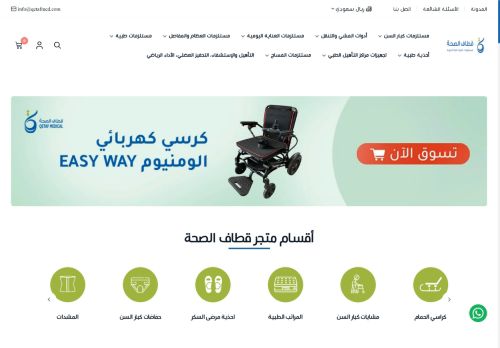 المدونة
الأسئلة الشائعة
اتصل بنا
ريال سعودي
info@qetafmed.com
قطاف الصحة
مستلزمات كبار السن
أدوات المشي والتنقل
مستلزمات العناية اليومية
مستلزمات العظام والمفاصل
مستلزمات طبية
0
أحذية طبية
تجهيزات مراكز التأهيل الطبي
مستلزمات المساج
التأهيل والإستشفاء، التحفيز العضلي، الأداء الرياضي
قطاف الصحة
QETAF MEDICAL
كرسي كهربائي
الومنيوم EASY WAY
تسوق الآن
أقسام متجر قطاف الصحة
كراسي الحمام
مشايات كبار السن
المراتب الطبية
احذية مرضى السكر
حفاضات كبار السن
المشدات